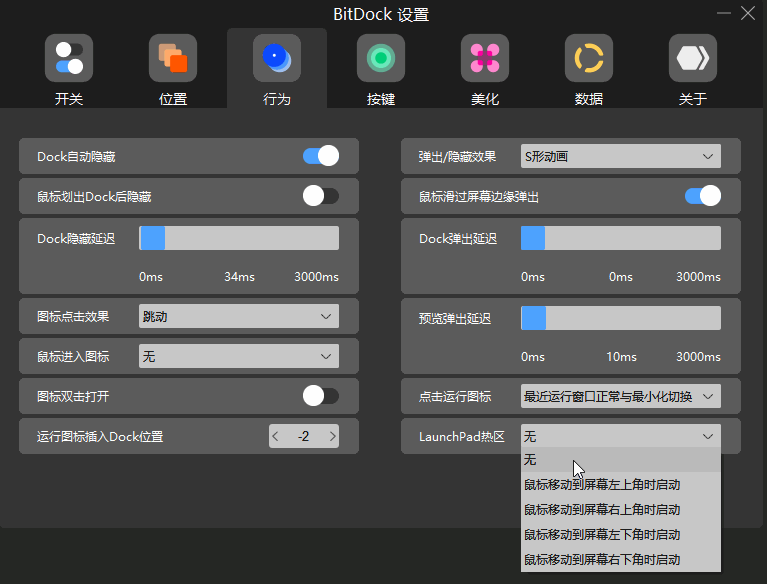 BitDock 设置
开关 位置 行为 按键 美化 数据 关于
Dock自动隐藏
鼠标划出Dock后隐藏
Dock隐藏延迟
0ms 34ms 3000ms
图标点击效果 跳动
鼠标进入图标 无
图标双击打开
运行图标插入Dock位置 -2
弹出/隐藏效果 S形动画
鼠标滑过屏幕边缘弹出
Dock弹出延迟
0ms 0ms 3000ms
预览弹出延迟
0ms 10ms 3000ms
点击运行图标 最近运行窗口正常与最小化切换
LaunchPad热区 无
无
鼠标移动到屏幕左上角时启动
鼠标移动到屏幕右上角时启动
鼠标移动到屏幕左下角时启动
鼠标移动到屏幕右下角时启动